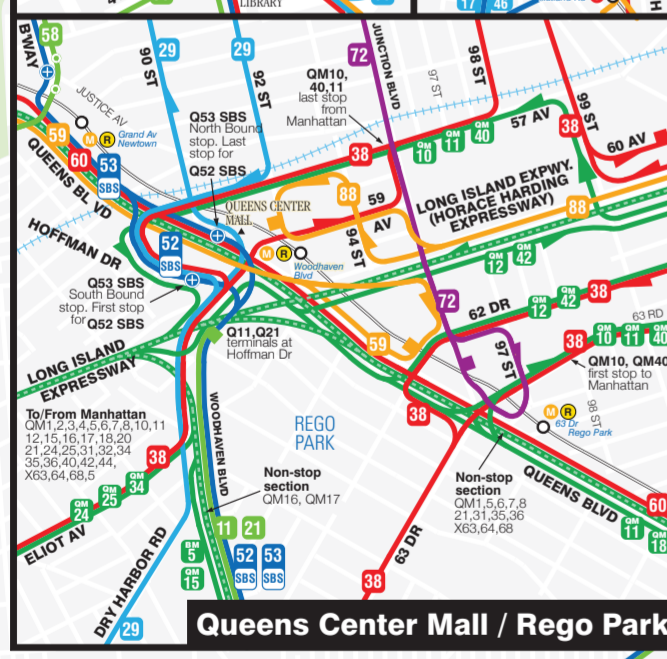 LIBRARY
17 46
58
B'WAY
29
90 ST
29
92 ST
72
JUNCTION BLVD
97 ST
98 ST
99 ST
JUSTICE AV
QM10,
40,11
last stop
from
Manhattan
57 AV
38
60 AV
59
M R
Grand Av
Newtown
60
53
SBS
QUEENS BLVD
Q53 SBS
North Bound
stop. Last
stop for
Q52 SBS
38
QM
10
QM
11
QM
40
QUEENS CENTER
MALL
88
59
AV
94 ST
LONG ISLAND EXPWY.
(HORACE HARDING
EXPRESSWAY)
88
HOFFMAN DR
52
SBS
M R
Woodhaven
Blvd
QM
12
QM
42
Q53 SBS
South Bound
stop. First stop
for Q52 SBS
72
62 DR
QM
12
QM
42
38
Q11,Q21
terminals at
Hoffman Dr
59
63 RD
38
QM
10
QM
11
QM
40
LONG ISLAND
EXPRESSWAY
97 ST
QM10, QM40
first stop to
Manhattan
98 ST
M R
63 Dr
Rego Park
To/From Manhattan
QM1,2,3,4,5,6,7,8,10,11
12,15,16,17,18,20
21,24,25,31,32,34
35,36,40,42,44,
X63,64,68,5
WOODHAVEN BLVD
REGO
PARK
38
38
QM
34
QM
25
QM
24
ELIOT AV
Non-stop
section
QM16, QM17
Non-stop
section
QM1,5,6,7,8
21,31,35,36
X63,64,68
QUEENS BLVD
60
QM
11
QM
18
11 21
BM
5
QM
15
52
SBS
53
SBS
63 DR
38
DRY HARBOR RD
29
Queens Center Mall / Rego Park